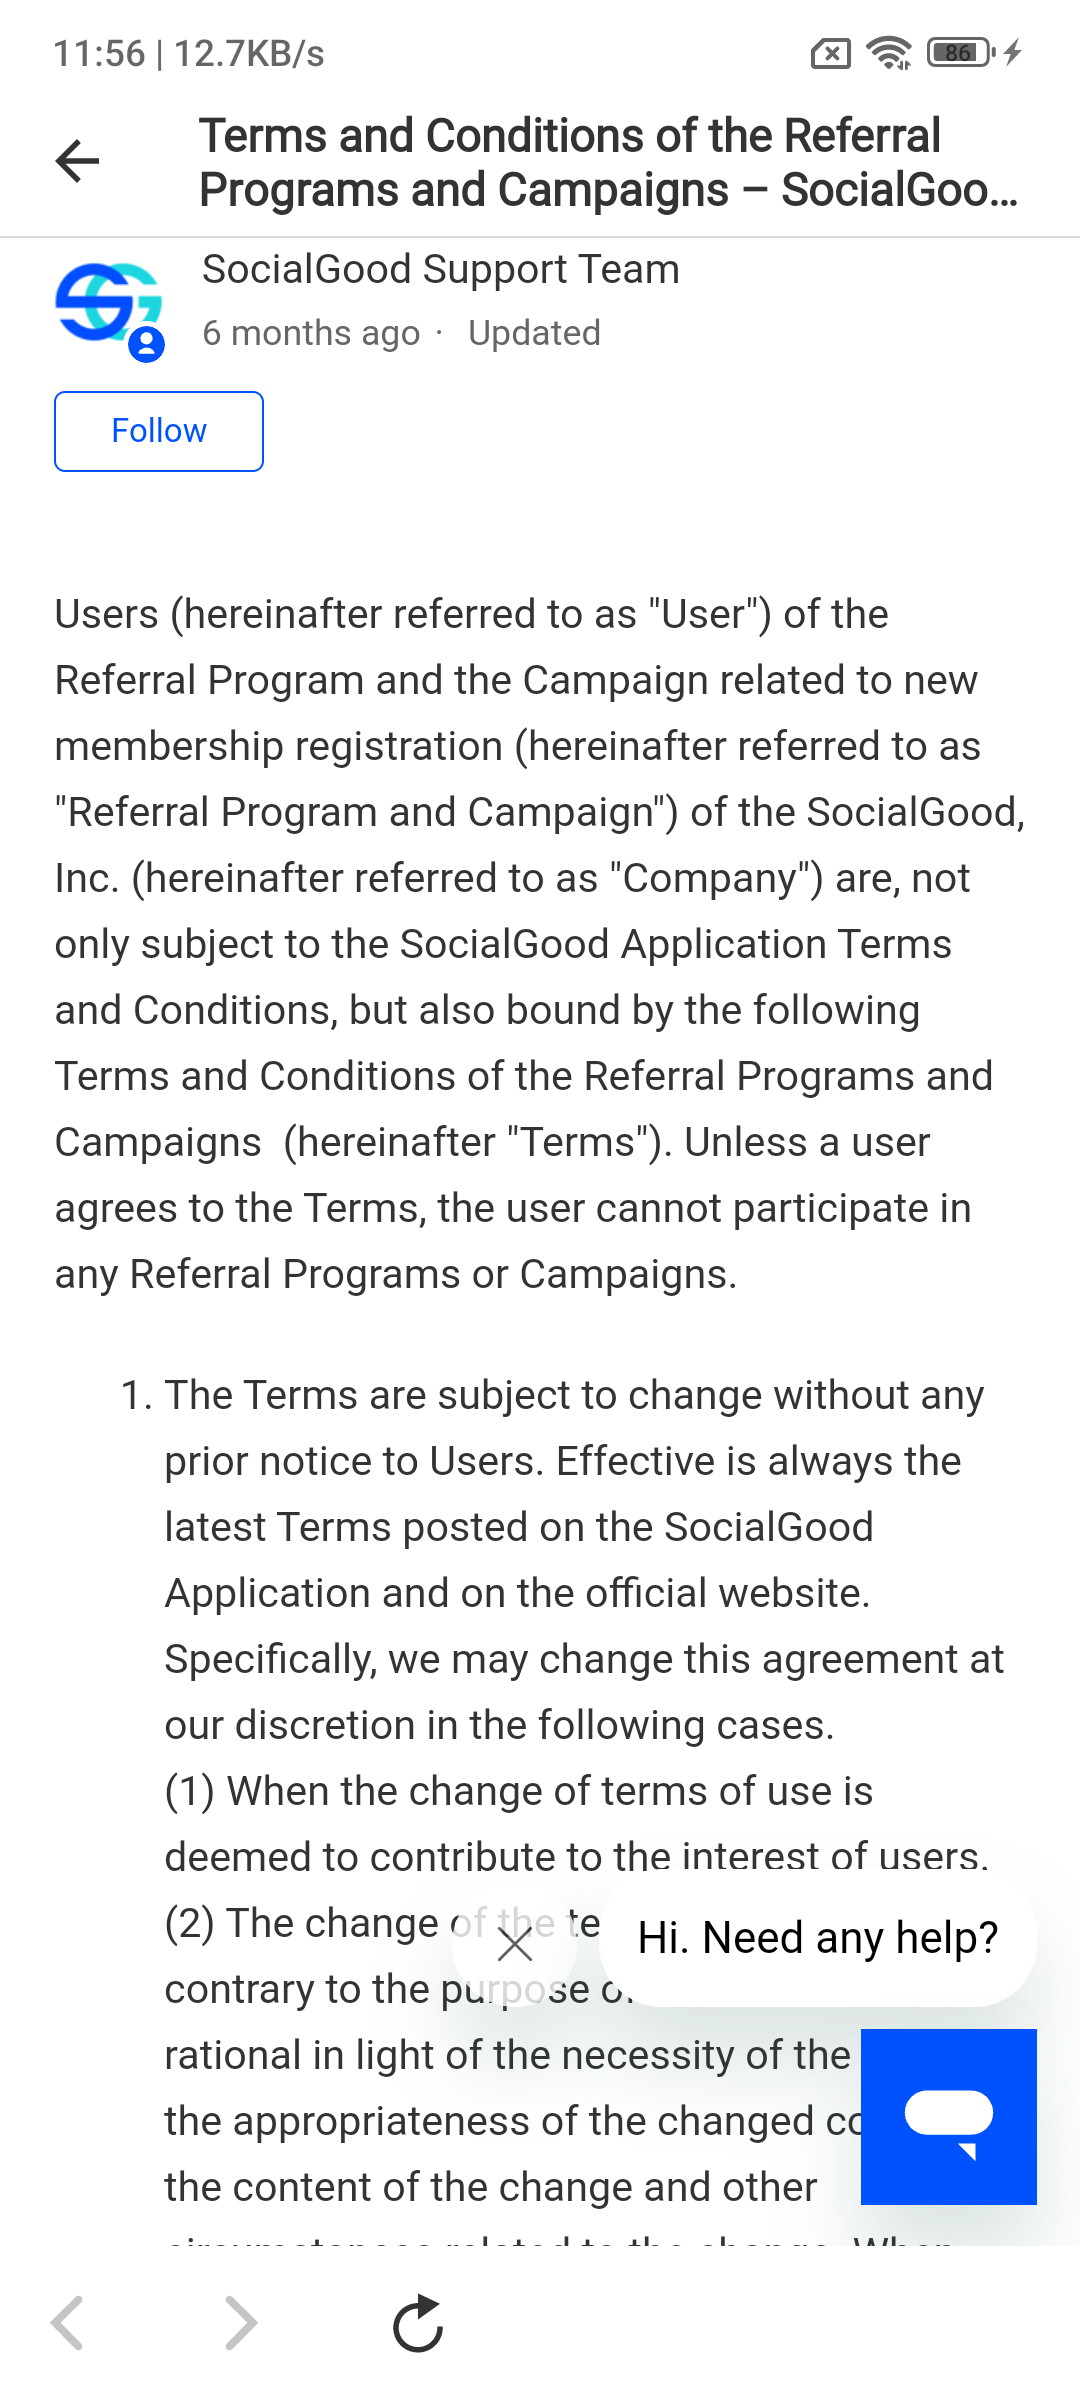 11:56 | 12.7KB/s
86
Terms and Conditions of the Referral
Programs and Campaigns – SocialGoo...
SocialGood Support Team
6 months ago · Updated
Follow
Users (hereinafter referred to as "User") of the
Referral Program and the Campaign related to new
membership registration (hereinafter referred to as
"Referral Program and Campaign") of the SocialGood,
Inc. (hereinafter referred to as "Company") are, not
only subject to the SocialGood Application Terms
and Conditions, but also bound by the following
Terms and Conditions of the Referral Programs and
Campaigns  (hereinafter "Terms"). Unless a user
agrees to the Terms, the user cannot participate in
any Referral Programs or Campaigns.
1. The Terms are subject to change without any
prior notice to Users. Effective is always the
latest Terms posted on the SocialGood
Application and on the official website.
Specifically, we may change this agreement at
our discretion in the following cases.
(1) When the change of terms of use is
deemed to contribute to the interest of users.
(2) The change of the
Hi. Need any help?
contrary to the purpose
rational in light of the necessity of the
the appropriateness of the changed
the content of the change and other
circumstances related to the change. When